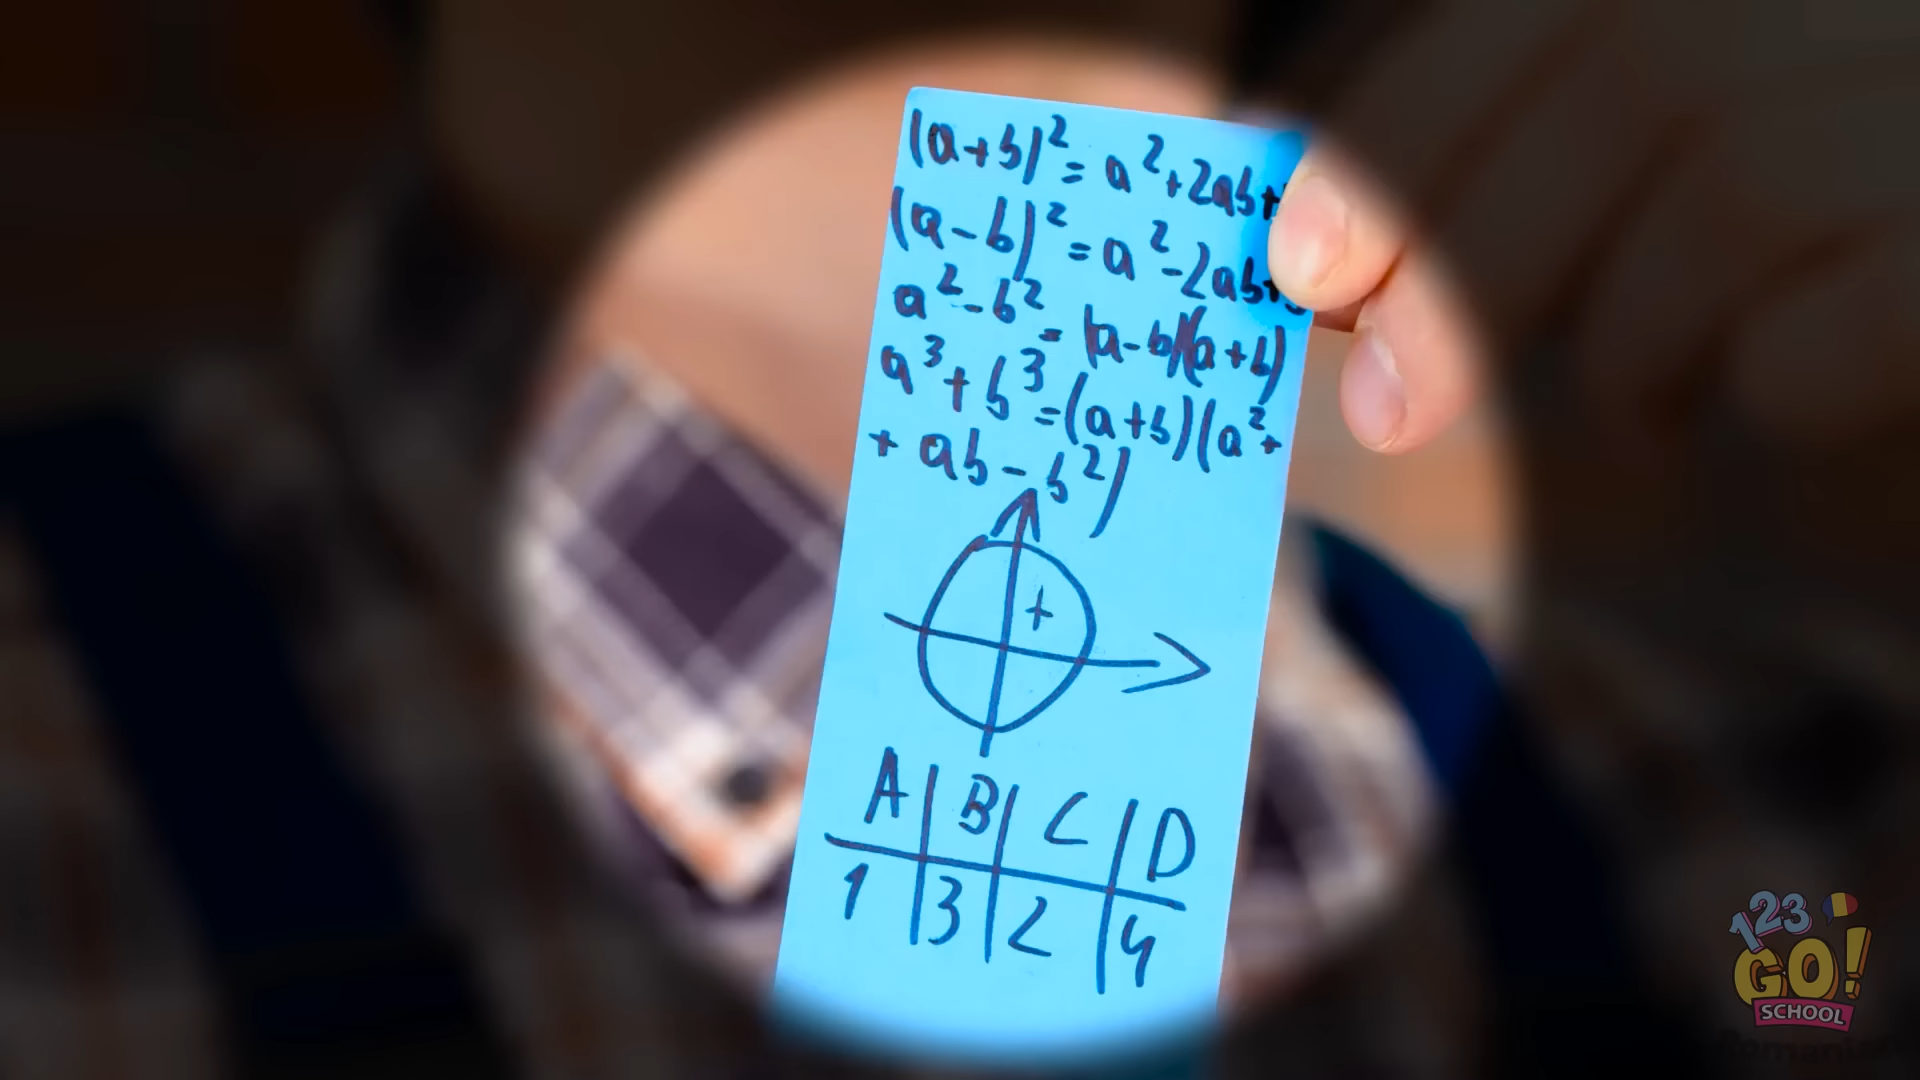 (a+b)² = a²+2ab+
(a-b)² = a²-2ab+
a²-b² = (a-b)(a+b)
a³+b³=(a+b)(a²+
+ab-b²)
+
A | B | C | D
1 | 3 | 2 | 4
123
GO!
SCHOOL